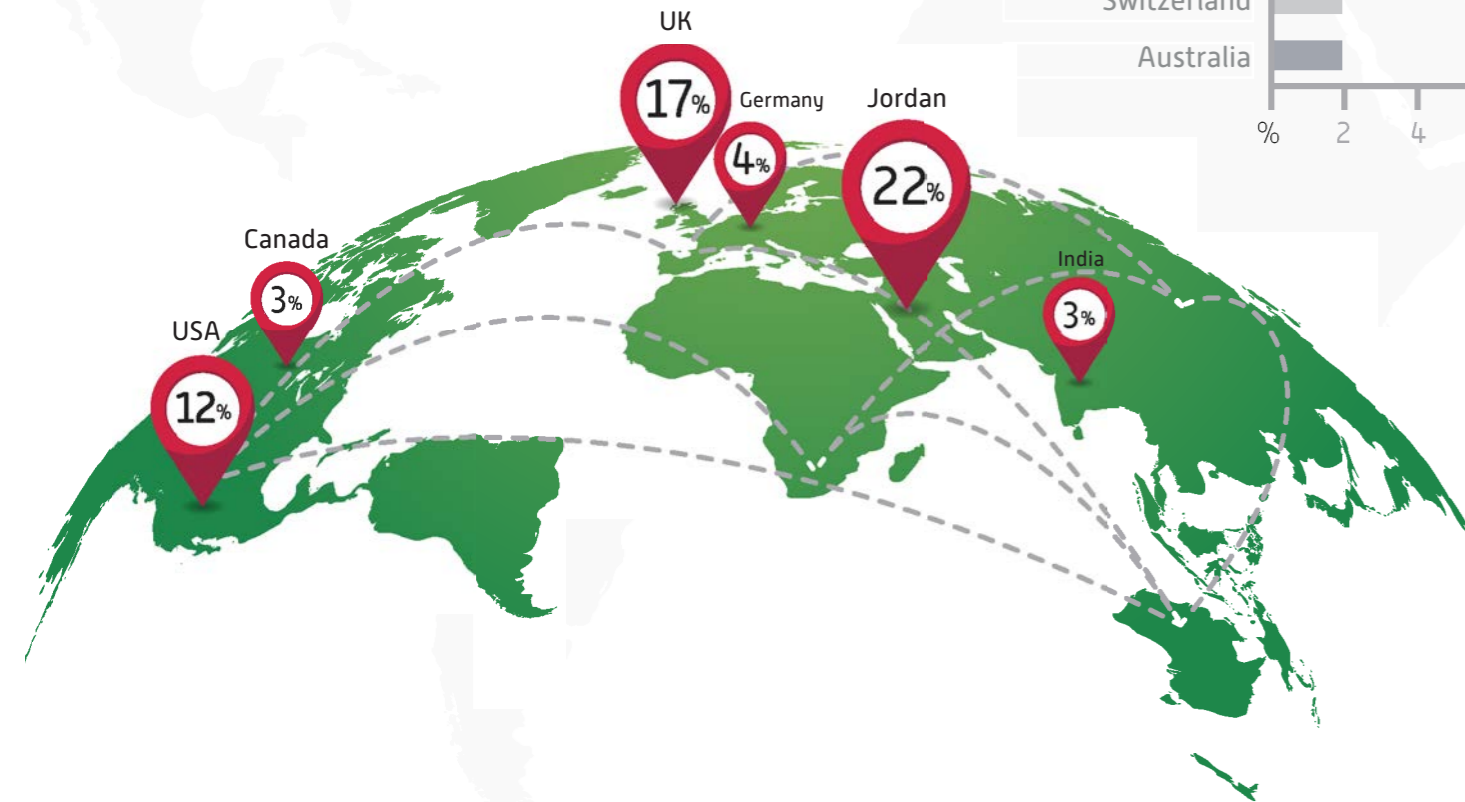 Switzerland
Australia
% 2 4
UK
17%
Germany
4%
Jordan
22%
Canada
3%
USA
12%
India
3%